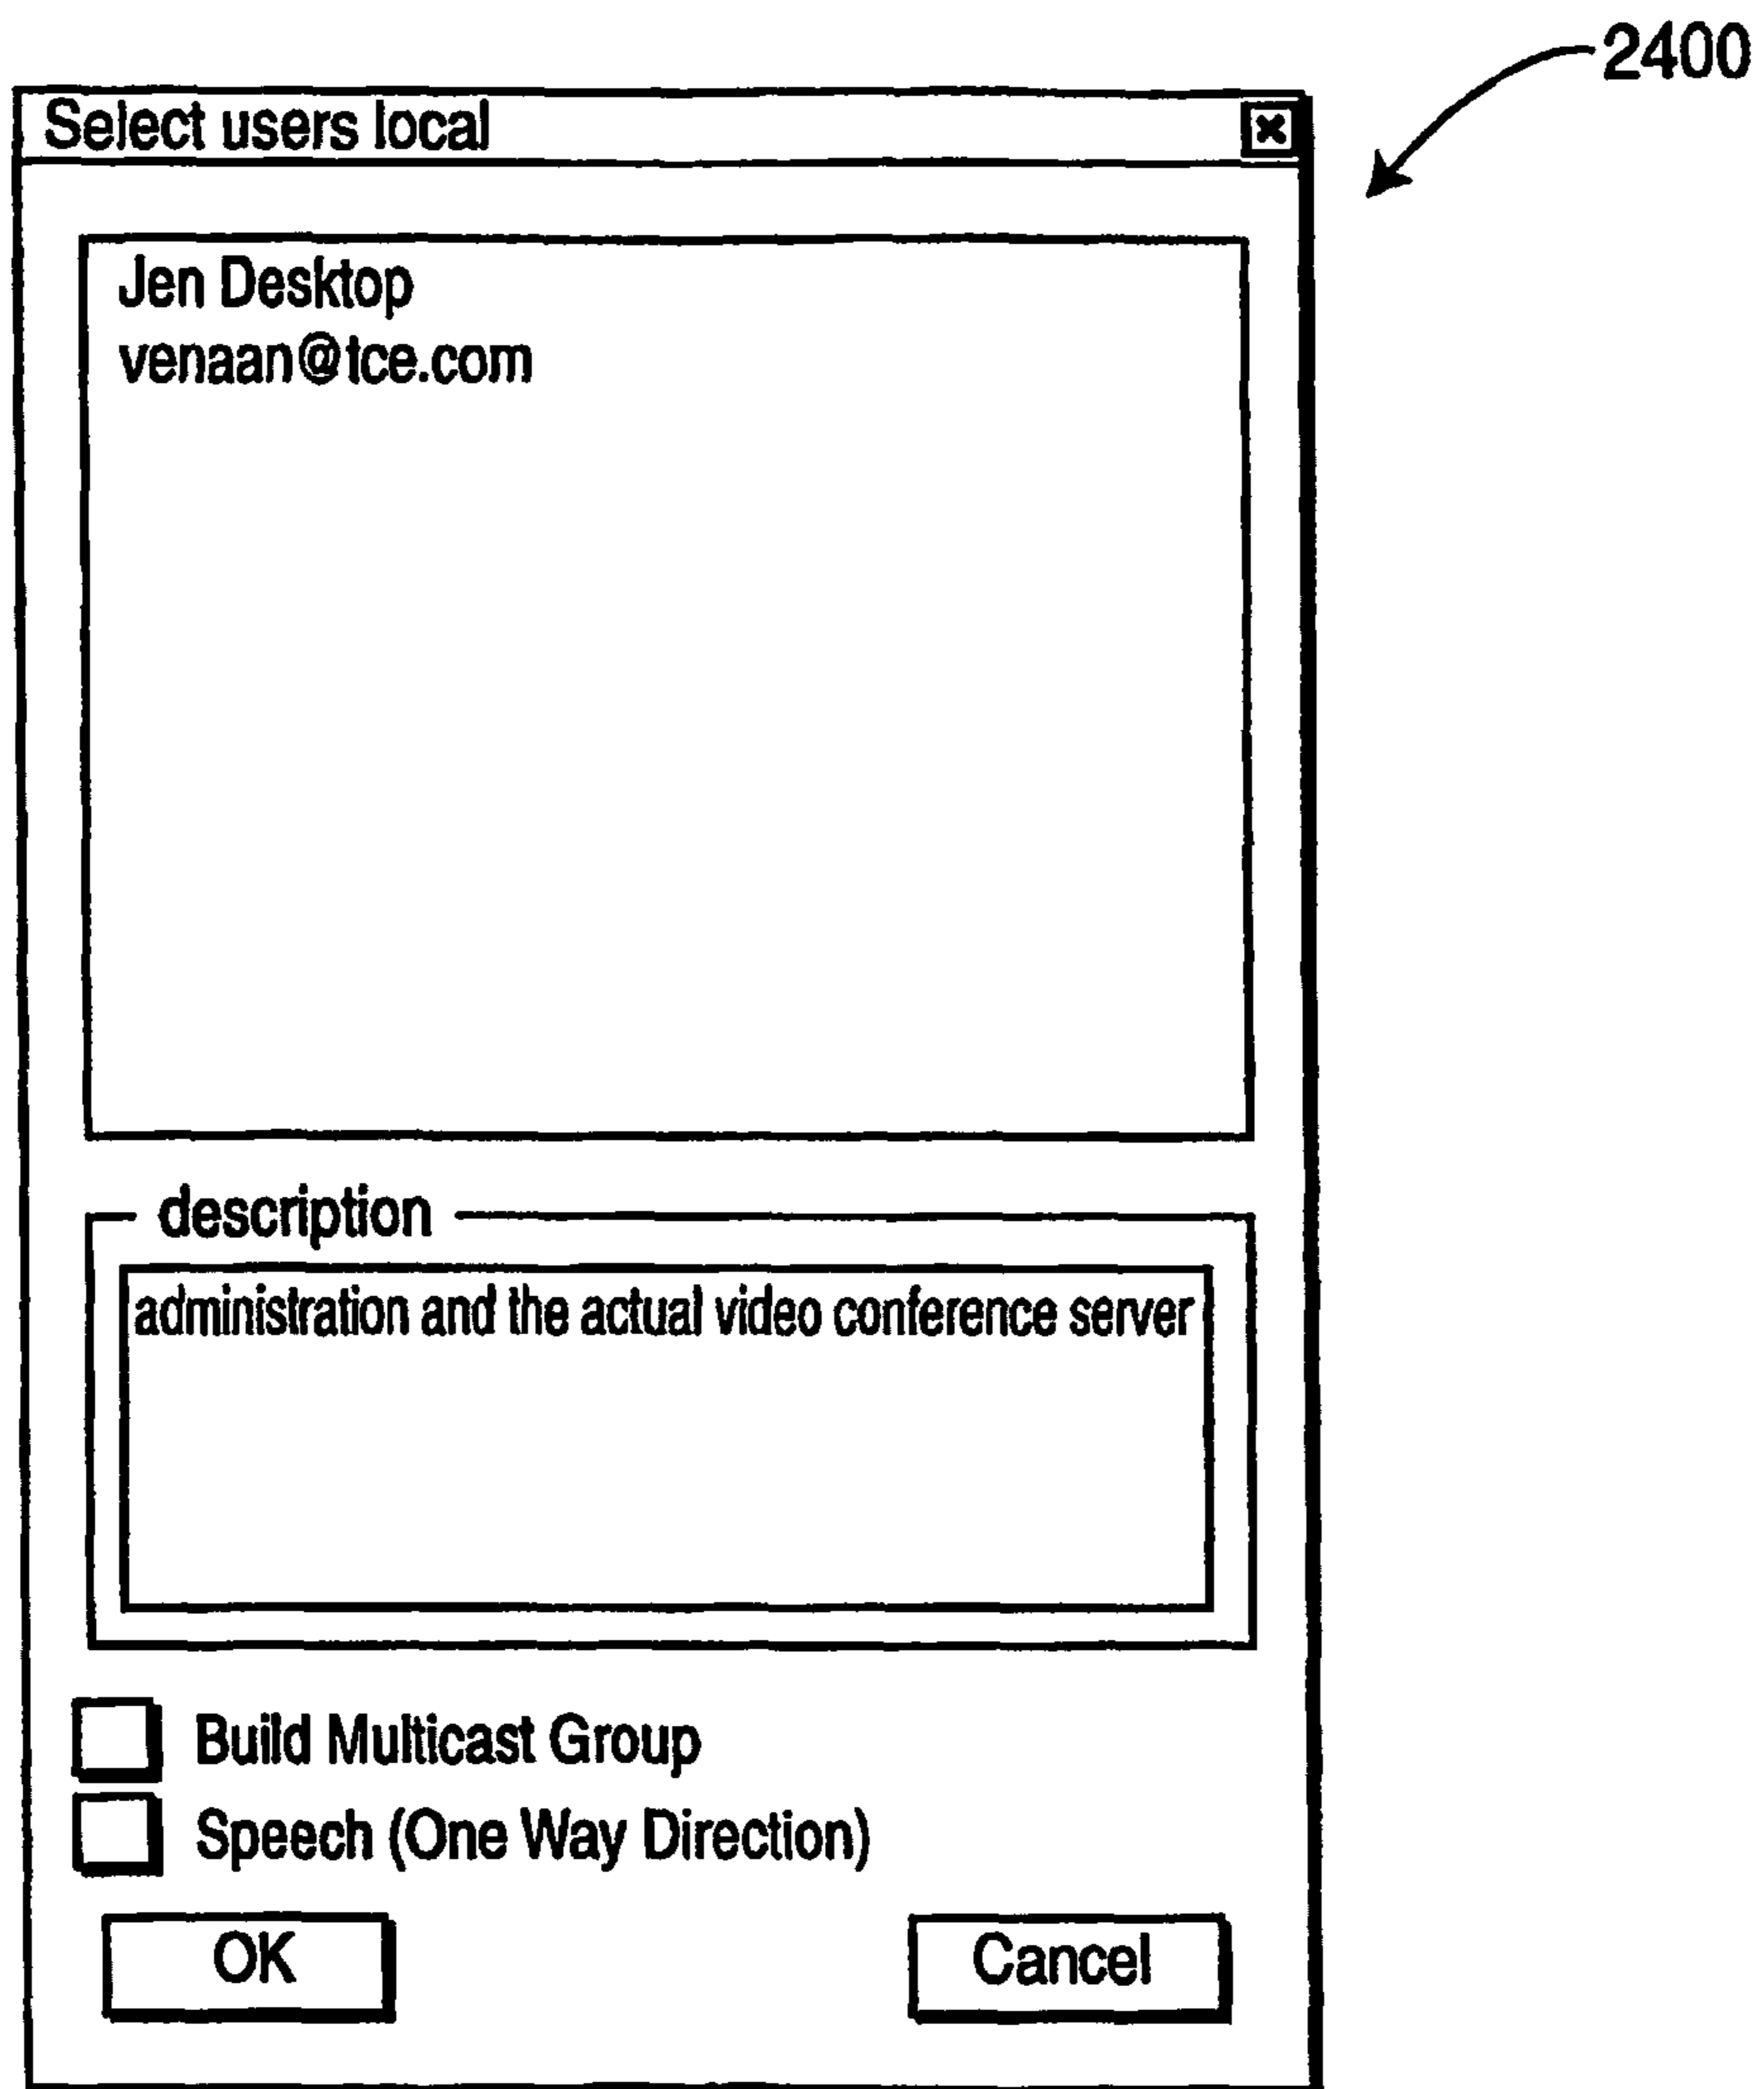 2400
Select users local
Jen Desktop
venaan@tce.com
description
administration and the actual video conference server
Build Multicast Group
Speech (One Way Direction)
OK
Cancel